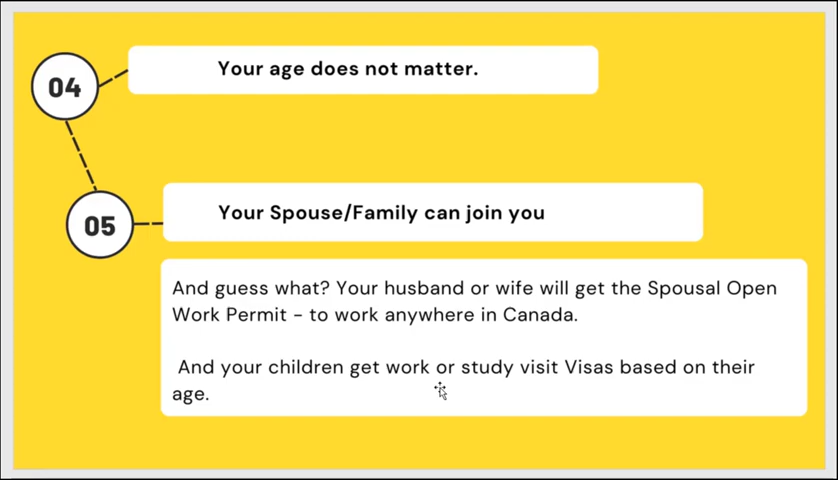 04
Your age does not matter.
05
Your Spouse/Family can join you
And guess what? Your husband or wife will get the Spousal Open
Work Permit - to work anywhere in Canada.
And your children get work or study visit Visas based on their
age.